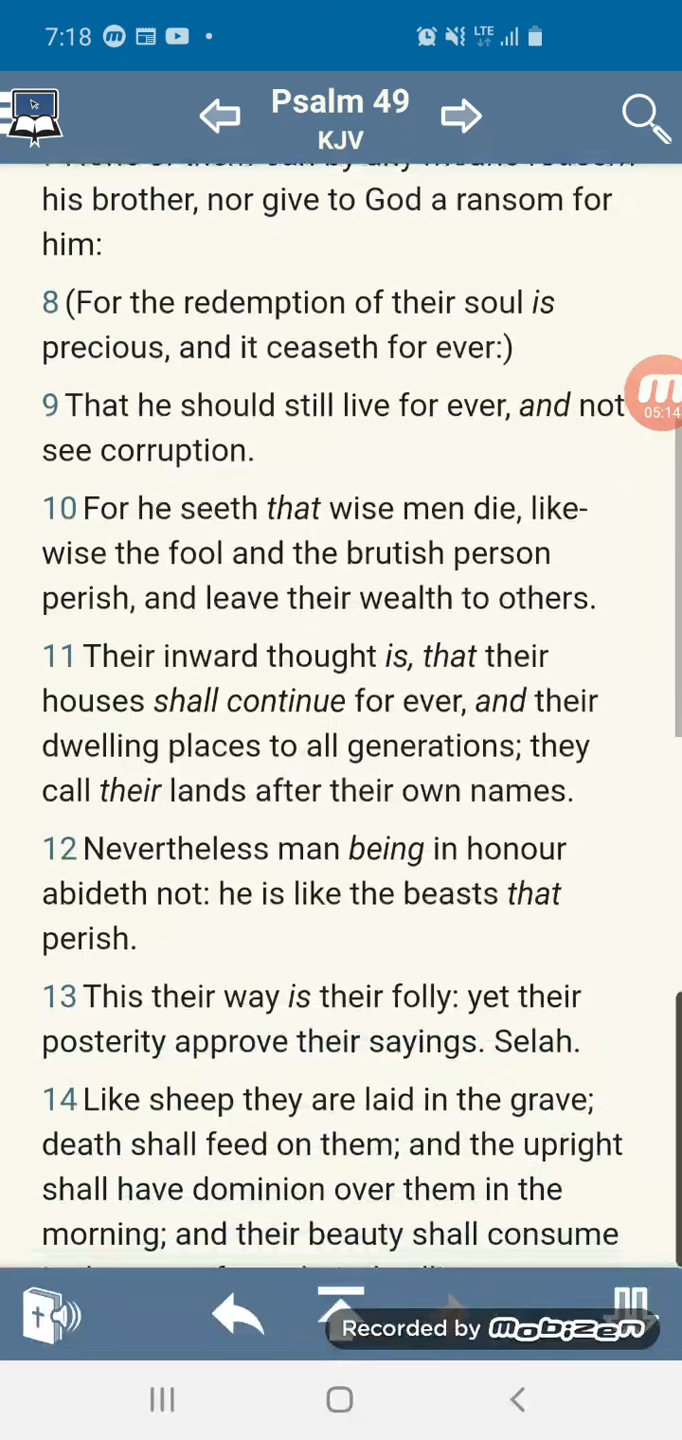 7:18
LTE
Psalm 49
KJV
his brother, nor give to God a ransom for
him:
8 (For the redemption of their soul is
precious, and it ceaseth for ever:)
05:14
9 That he should still live for ever, and not
see corruption.
10 For he seeth that wise men die, like-
wise the fool and the brutish person
perish, and leave their wealth to others.
11 Their inward thought is, that their
houses shall continue for ever, and their
dwelling places to all generations; they
call their lands after their own names.
12 Nevertheless man being in honour
abideth not: he is like the beasts that
perish.
13 This their way is their folly: yet their
posterity approve their sayings. Selah.
14 Like sheep they are laid in the grave;
death shall feed on them; and the upright
shall have dominion over them in the
morning; and their beauty shall consume
Recorded by mobizen